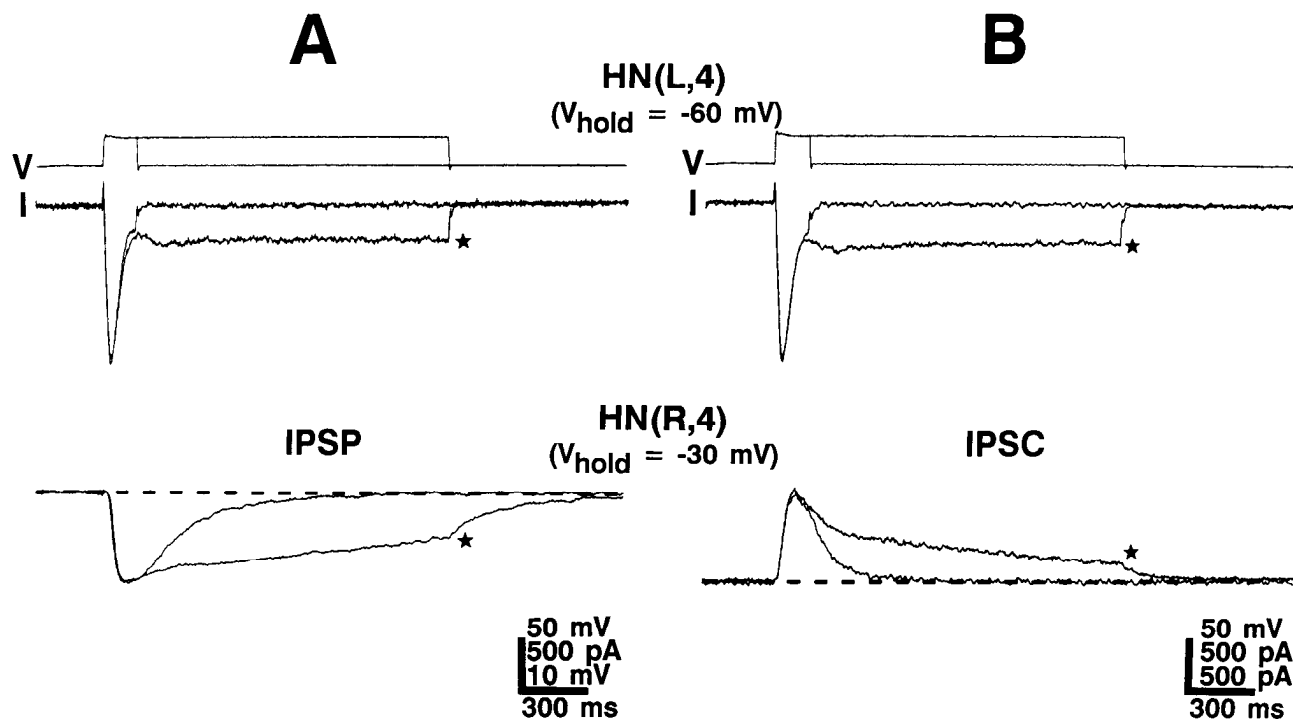 A
B
HN(L,4)
(Vhold = -60 mV)
V
I
V
I
HN(R,4)
(Vhold = -30 mV)
IPSP
IPSC
50 mV
500 pA
10 mV
300 ms
50 mV
500 pA
500 pA
300 ms